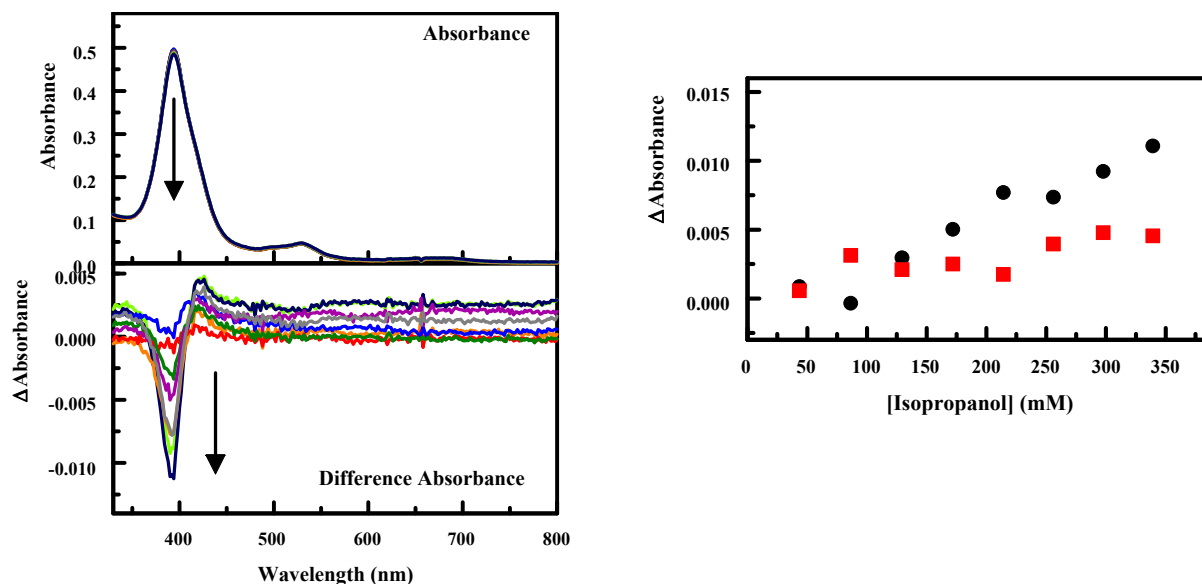 Absorbance
0.5
0.4
0.3
0.2
0.1
0.0
Absorbance
0.005
0.000
-0.005
-0.010
ΔAbsorbance
Difference Absorbance
400 500 600 700 800
Wavelength (nm)
0.015
0.010
0.005
0.000
ΔAbsorbance
0 50 100 150 200 250 300 350
[Isopropanol] (mM)